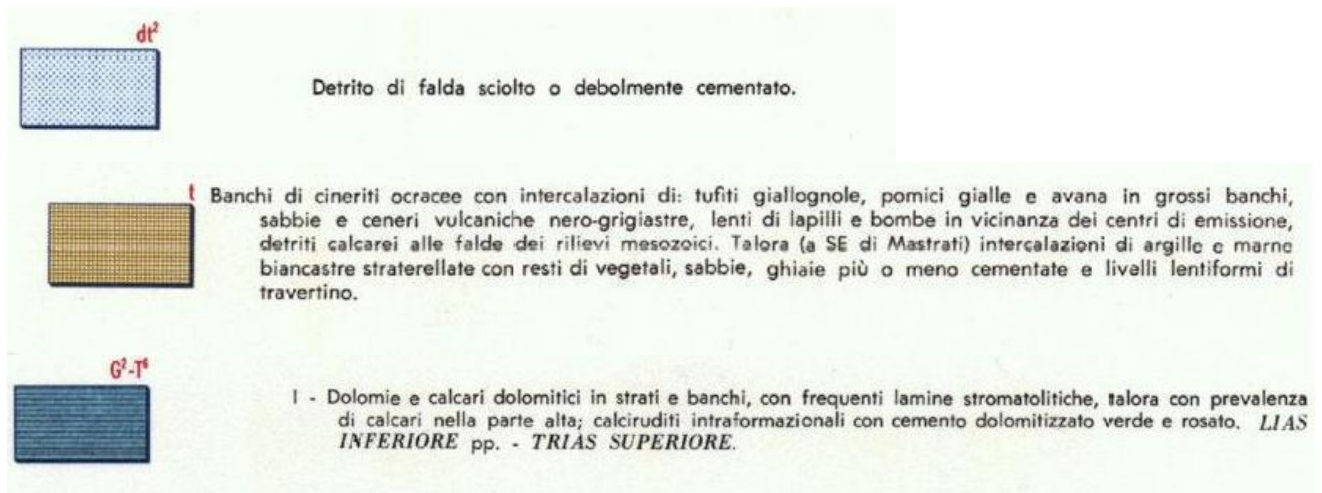 dt²
Detrito di falda sciolto o debolmente cementato.
t
Banchi di cineriti ocracee con intercalazioni di: tufiti giallognole, pomici gialle e avana in grossi banchi,
sabbie e ceneri vulcaniche nero-grigiastre, lenti di lapilli e bombe in vicinanza dei centri di emissione,
detriti calcarei alle falde dei rilievi mesozoici. Talora (a SE di Mastrati) intercalazioni di argille e marne
biancastre straterellate con resti di vegetali, sabbie, ghiaie più o meno cementate e livelli lentiformi di
travertino.
G²-T⁶
1 - Dolomie e calcari dolomitici in strati e banchi, con frequenti lamine stromatolitiche, talora con prevalenza
di calcari nella parte alta; calciruditi intraformazionali con cemento dolomitizzato verde e rosato. LIAS
INFERIORE pp. - TRIAS SUPERIORE.